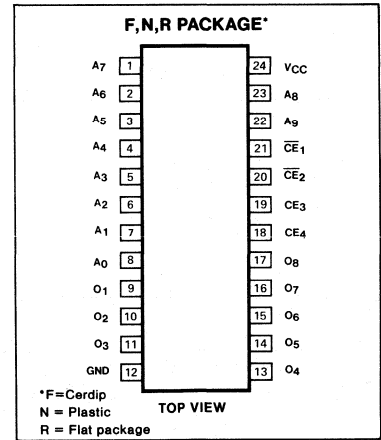 F,N,R PACKAGE*
A7 1 24 VCC
A6 2 23 A8
A5 3 22 A9
A4 4 21 C̅E̅1
A3 5 20 C̅E̅2
A2 6 19 CE3
A1 7 18 CE4
A0 8 17 O8
O1 9 16 O7
O2 10 15 O6
O3 11 14 O5
GND 12 13 O4
*F=Cerdip
N = Plastic
R = Flat package
TOP VIEW